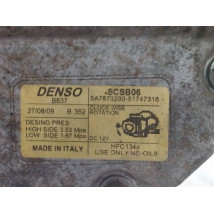 DENSO
5CSB06
B837
5A7875200-51747318
27/08/09 B 352
CLOCK WISE
ROTATION
DESING PRES
HIGH SIDE 3.53 Mpa
LOW SIDE 1.67 Mpa
DC 12V
HFC134a
MADE IN ITALY
USE ONLY ND-OIL8